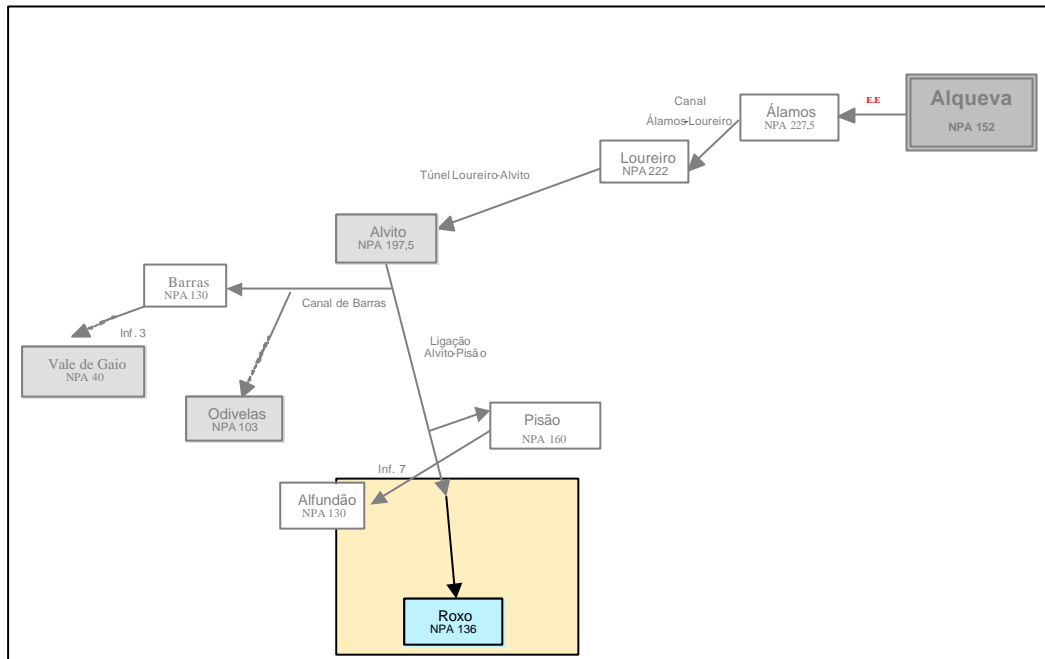 Alqueva
NPA 152
E.E
Álamos
NPA 227,5
Canal
Álamos-Loureiro
Loureiro
NPA 222
Túnel Loureiro-Alvito
Alvito
NPA 197,5
Barras
NPA 130
Canal de Barras
Inf. 3
Vale de Gaio
NPA 40
Odivelas
NPA 103
Ligação
Alvito-Pisão
Pisão
NPA 160
Inf. 7
Alfundão
NPA 130
Roxo
NPA 136